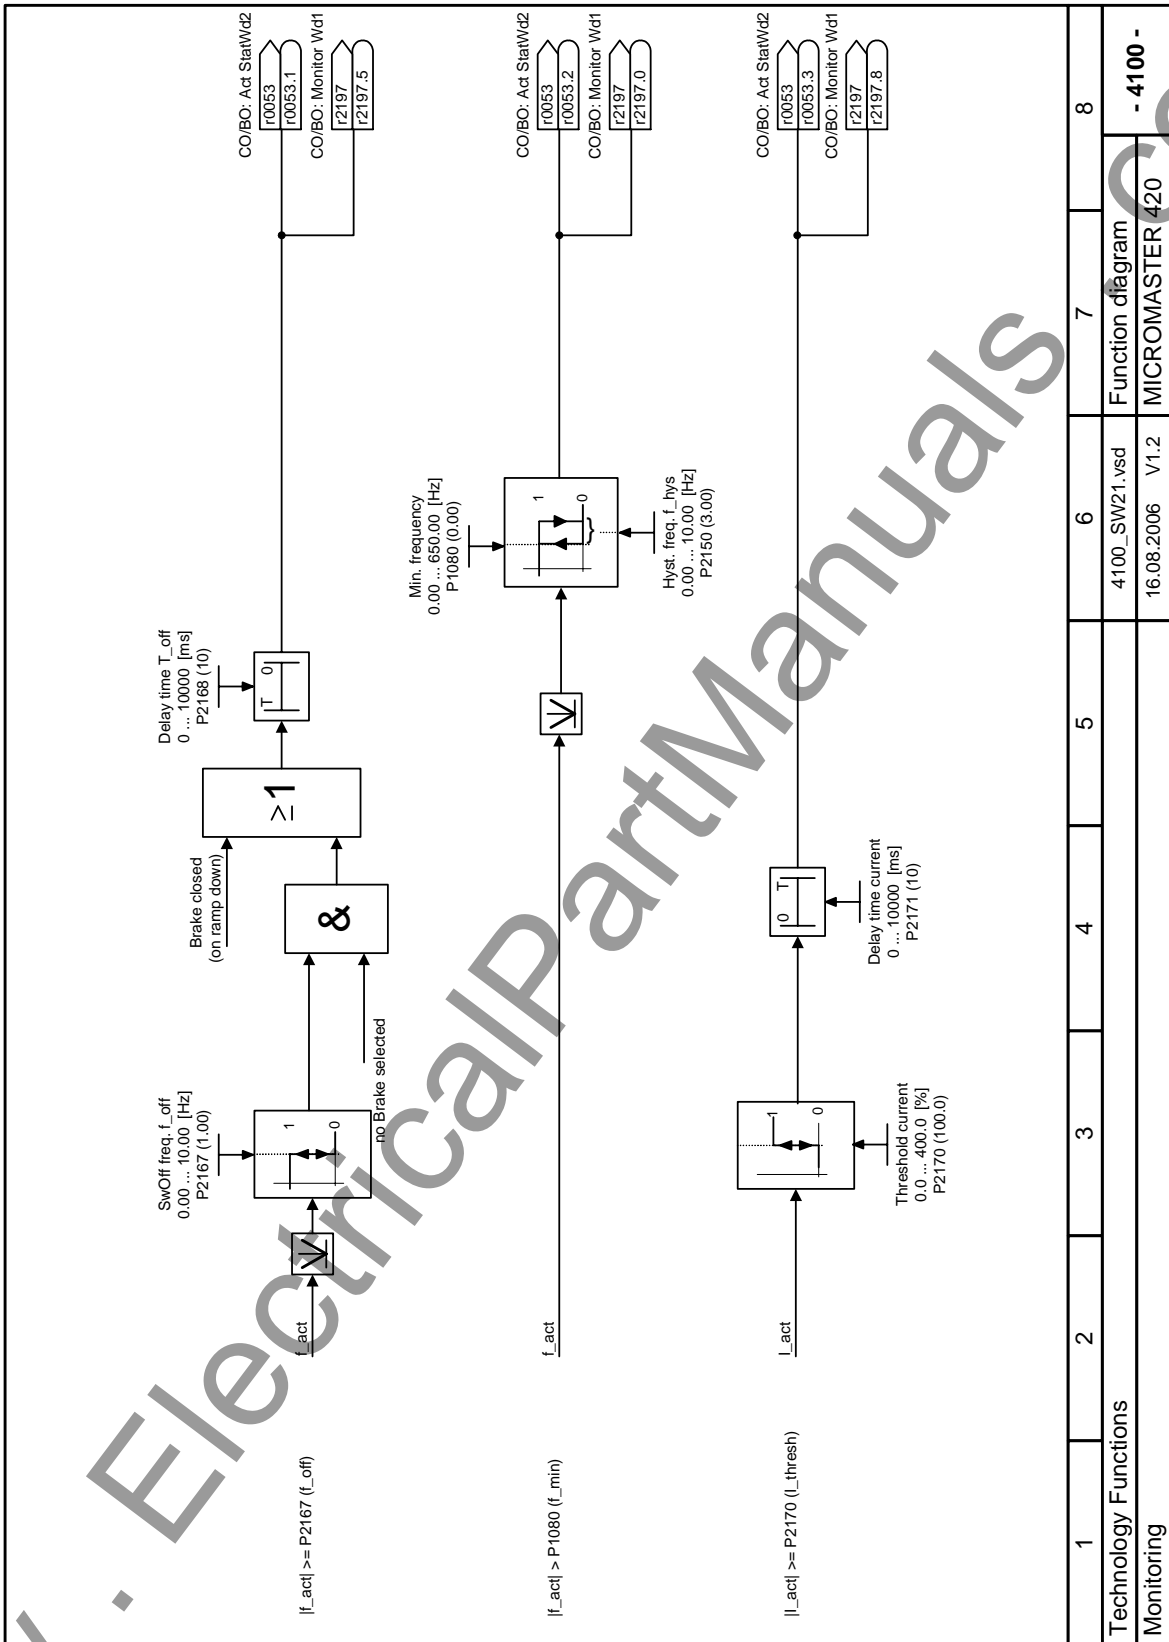 |f_act| >= P2167 (f_off)
f_act
SwOff freq. f_off
0.00 ... 10.00 [Hz]
P2167 (1.00)
1
0
no Brake selected
&
Brake closed
(on ramp down)
≥1
Delay time T_off
0 ... 10000 [ms]
P2168 (10)
T 0
CO/BO: Act StatWd2
r0053
r0053.1
CO/BO: Monitor Wd1
r2197
r2197.5
|f_act| > P1080 (f_min)
f_act
Min. frequency
0.00 ... 650.00 [Hz]
P1080 (0.00)
1
0
Hyst. freq. f_hys
0.00 ... 10.00 [Hz]
P2150 (3.00)
CO/BO: Act StatWd2
r0053
r0053.2
CO/BO: Monitor Wd1
r2197
r2197.0
|I_act| >= P2170 (I_thresh)
I_act
1
0
Threshold current
0.0 ... 400.0 [%]
P2170 (100.0)
0 T
Delay time current
0 ... 10000 [ms]
P2171 (10)
CO/BO: Act StatWd2
r0053
r0053.3
CO/BO: Monitor Wd1
r2197
r2197.8
1 2 3 4 5 6 7 8
Technology Functions
4100_SW21.vsd
Function diagram
- 4100 -
Monitoring
16.08.2006 V1.2
MICROMASTER 420
. ElectricalPartManuals .